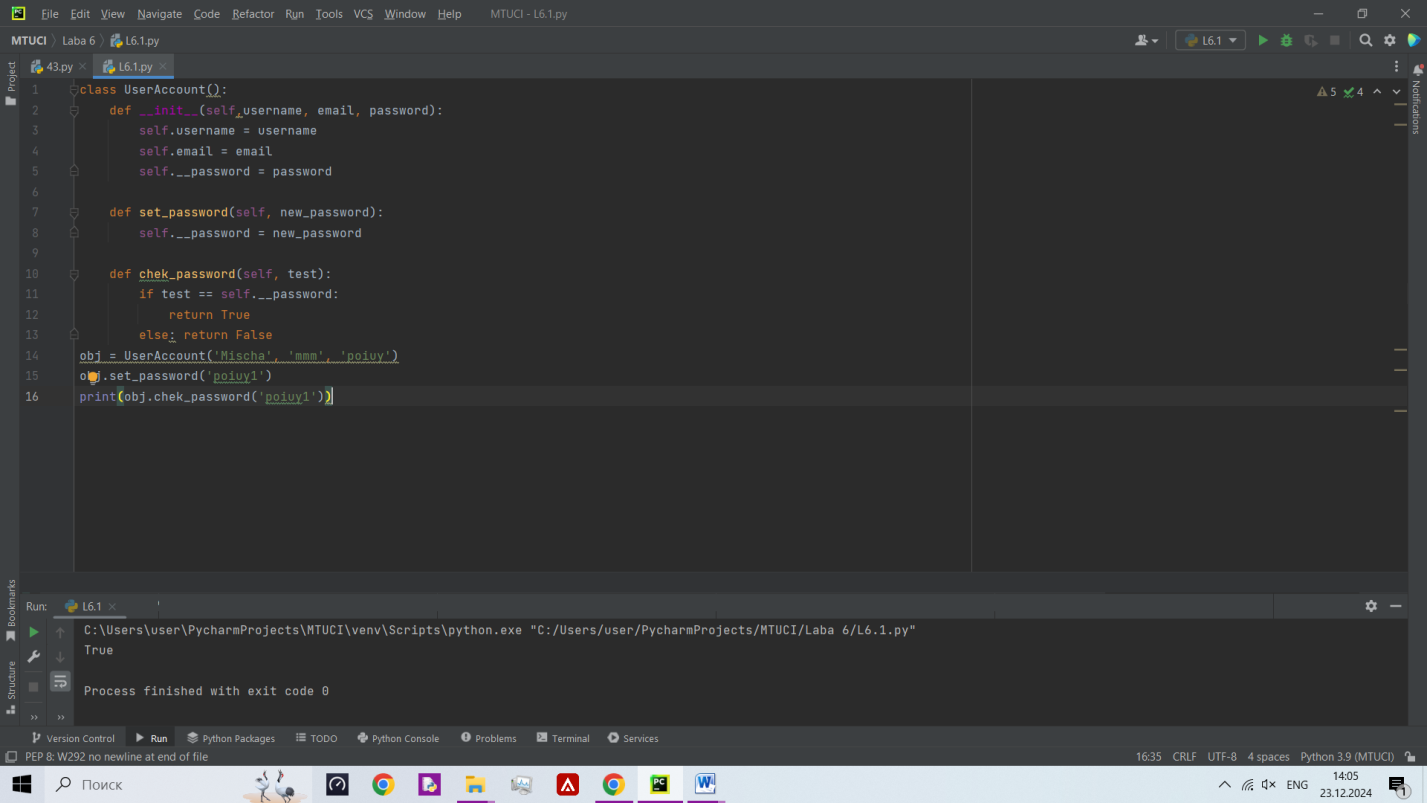 File Edit View Navigate Code Refactor Run Tools VCS Window Help MTUCI - L6.1.py
MTUCI Laba 6 L6.1.py L6.1
Project
43.py L6.1.py
Notifications
5 4
1 class UserAccount():
2     def __init__(self,username, email, password):
3         self.username = username
4         self.email = email
5         self.__password = password
6
7     def set_password(self, new_password):
8         self.__password = new_password
9
10     def chek_password(self, test):
11         if test == self.__password:
12             return True
13         else: return False
14 obj = UserAccount('Mischa', 'mmm', 'poiuy')
15 obj.set_password('poiuy1')
16 print(obj.chek_password('poiuy1'))
Bookmarks
Structure
Run: L6.1
C:\Users\user\PycharmProjects\MTUCI\venv\Scripts\python.exe "C:/Users/user/PycharmProjects/MTUCI/Laba 6/L6.1.py"
True
Process finished with exit code 0
Version Control Run Python Packages TODO Python Console Problems Terminal Services
PEP 8: W292 no newline at end of file 16:35 CRLF UTF-8 4 spaces Python 3.9 (MTUCI)
Поиск ENG 14:05
23.12.2024
1